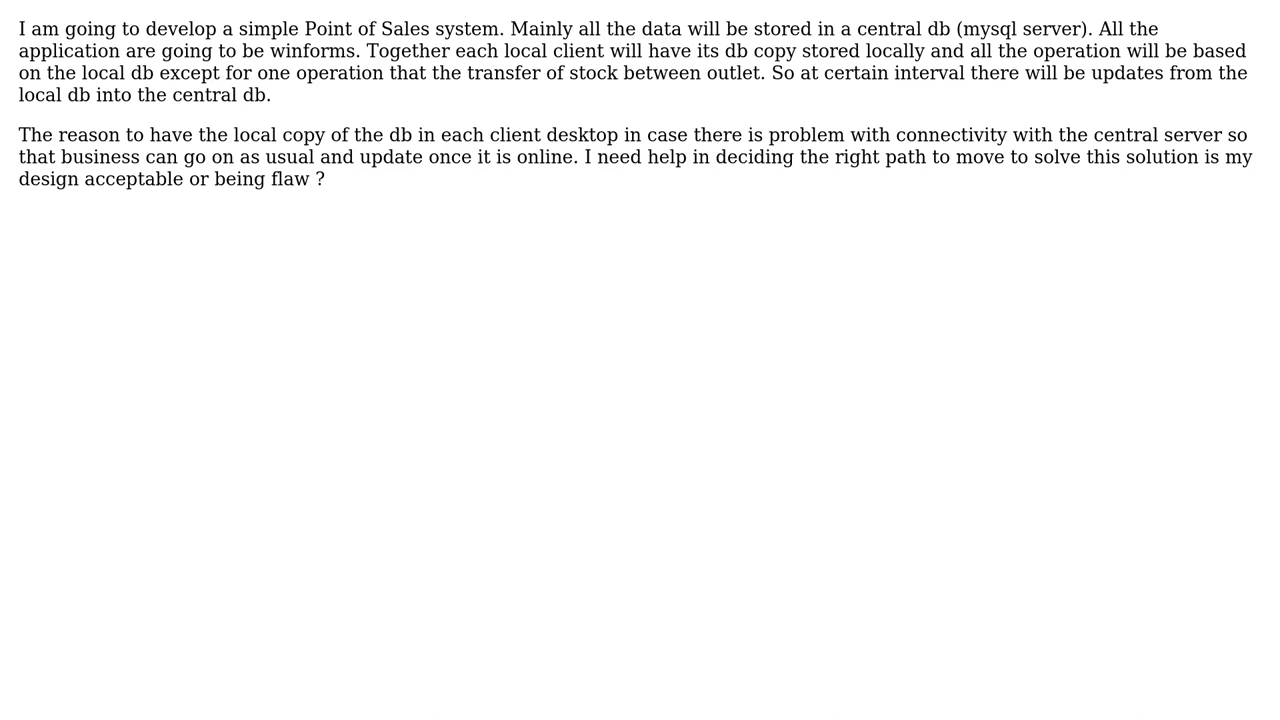 I am going to develop a simple Point of Sales system. Mainly all the data will be stored in a central db (mysql server). All the
application are going to be winforms. Together each local client will have its db copy stored locally and all the operation will be based
on the local db except for one operation that the transfer of stock between outlet. So at certain interval there will be updates from the
local db into the central db.
The reason to have the local copy of the db in each client desktop in case there is problem with connectivity with the central server so
that business can go on as usual and update once it is online. I need help in deciding the right path to move to solve this solution is my
design acceptable or being flaw ?